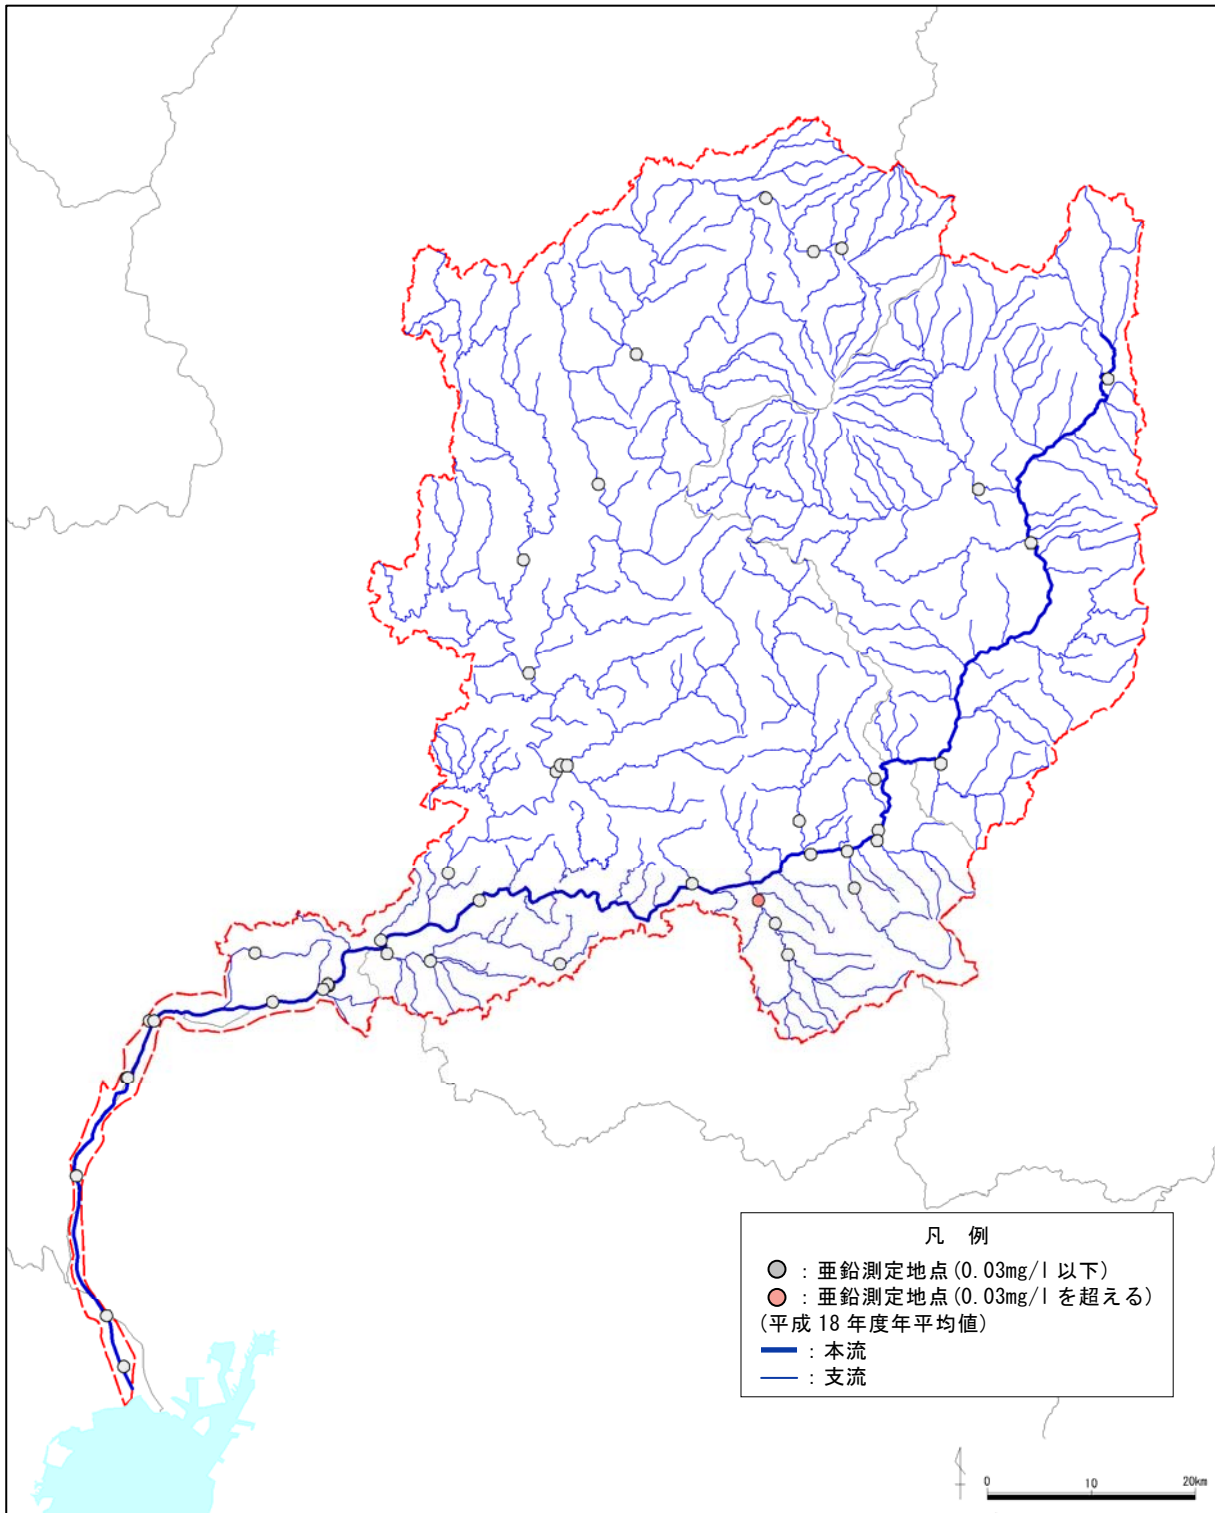 凡 例
：亜鉛測定地点(0.03mg/l 以下)
：亜鉛測定地点(0.03mg/l を超える)
(平成 18 年度年平均値)
：本流
：支流
0 10 20km